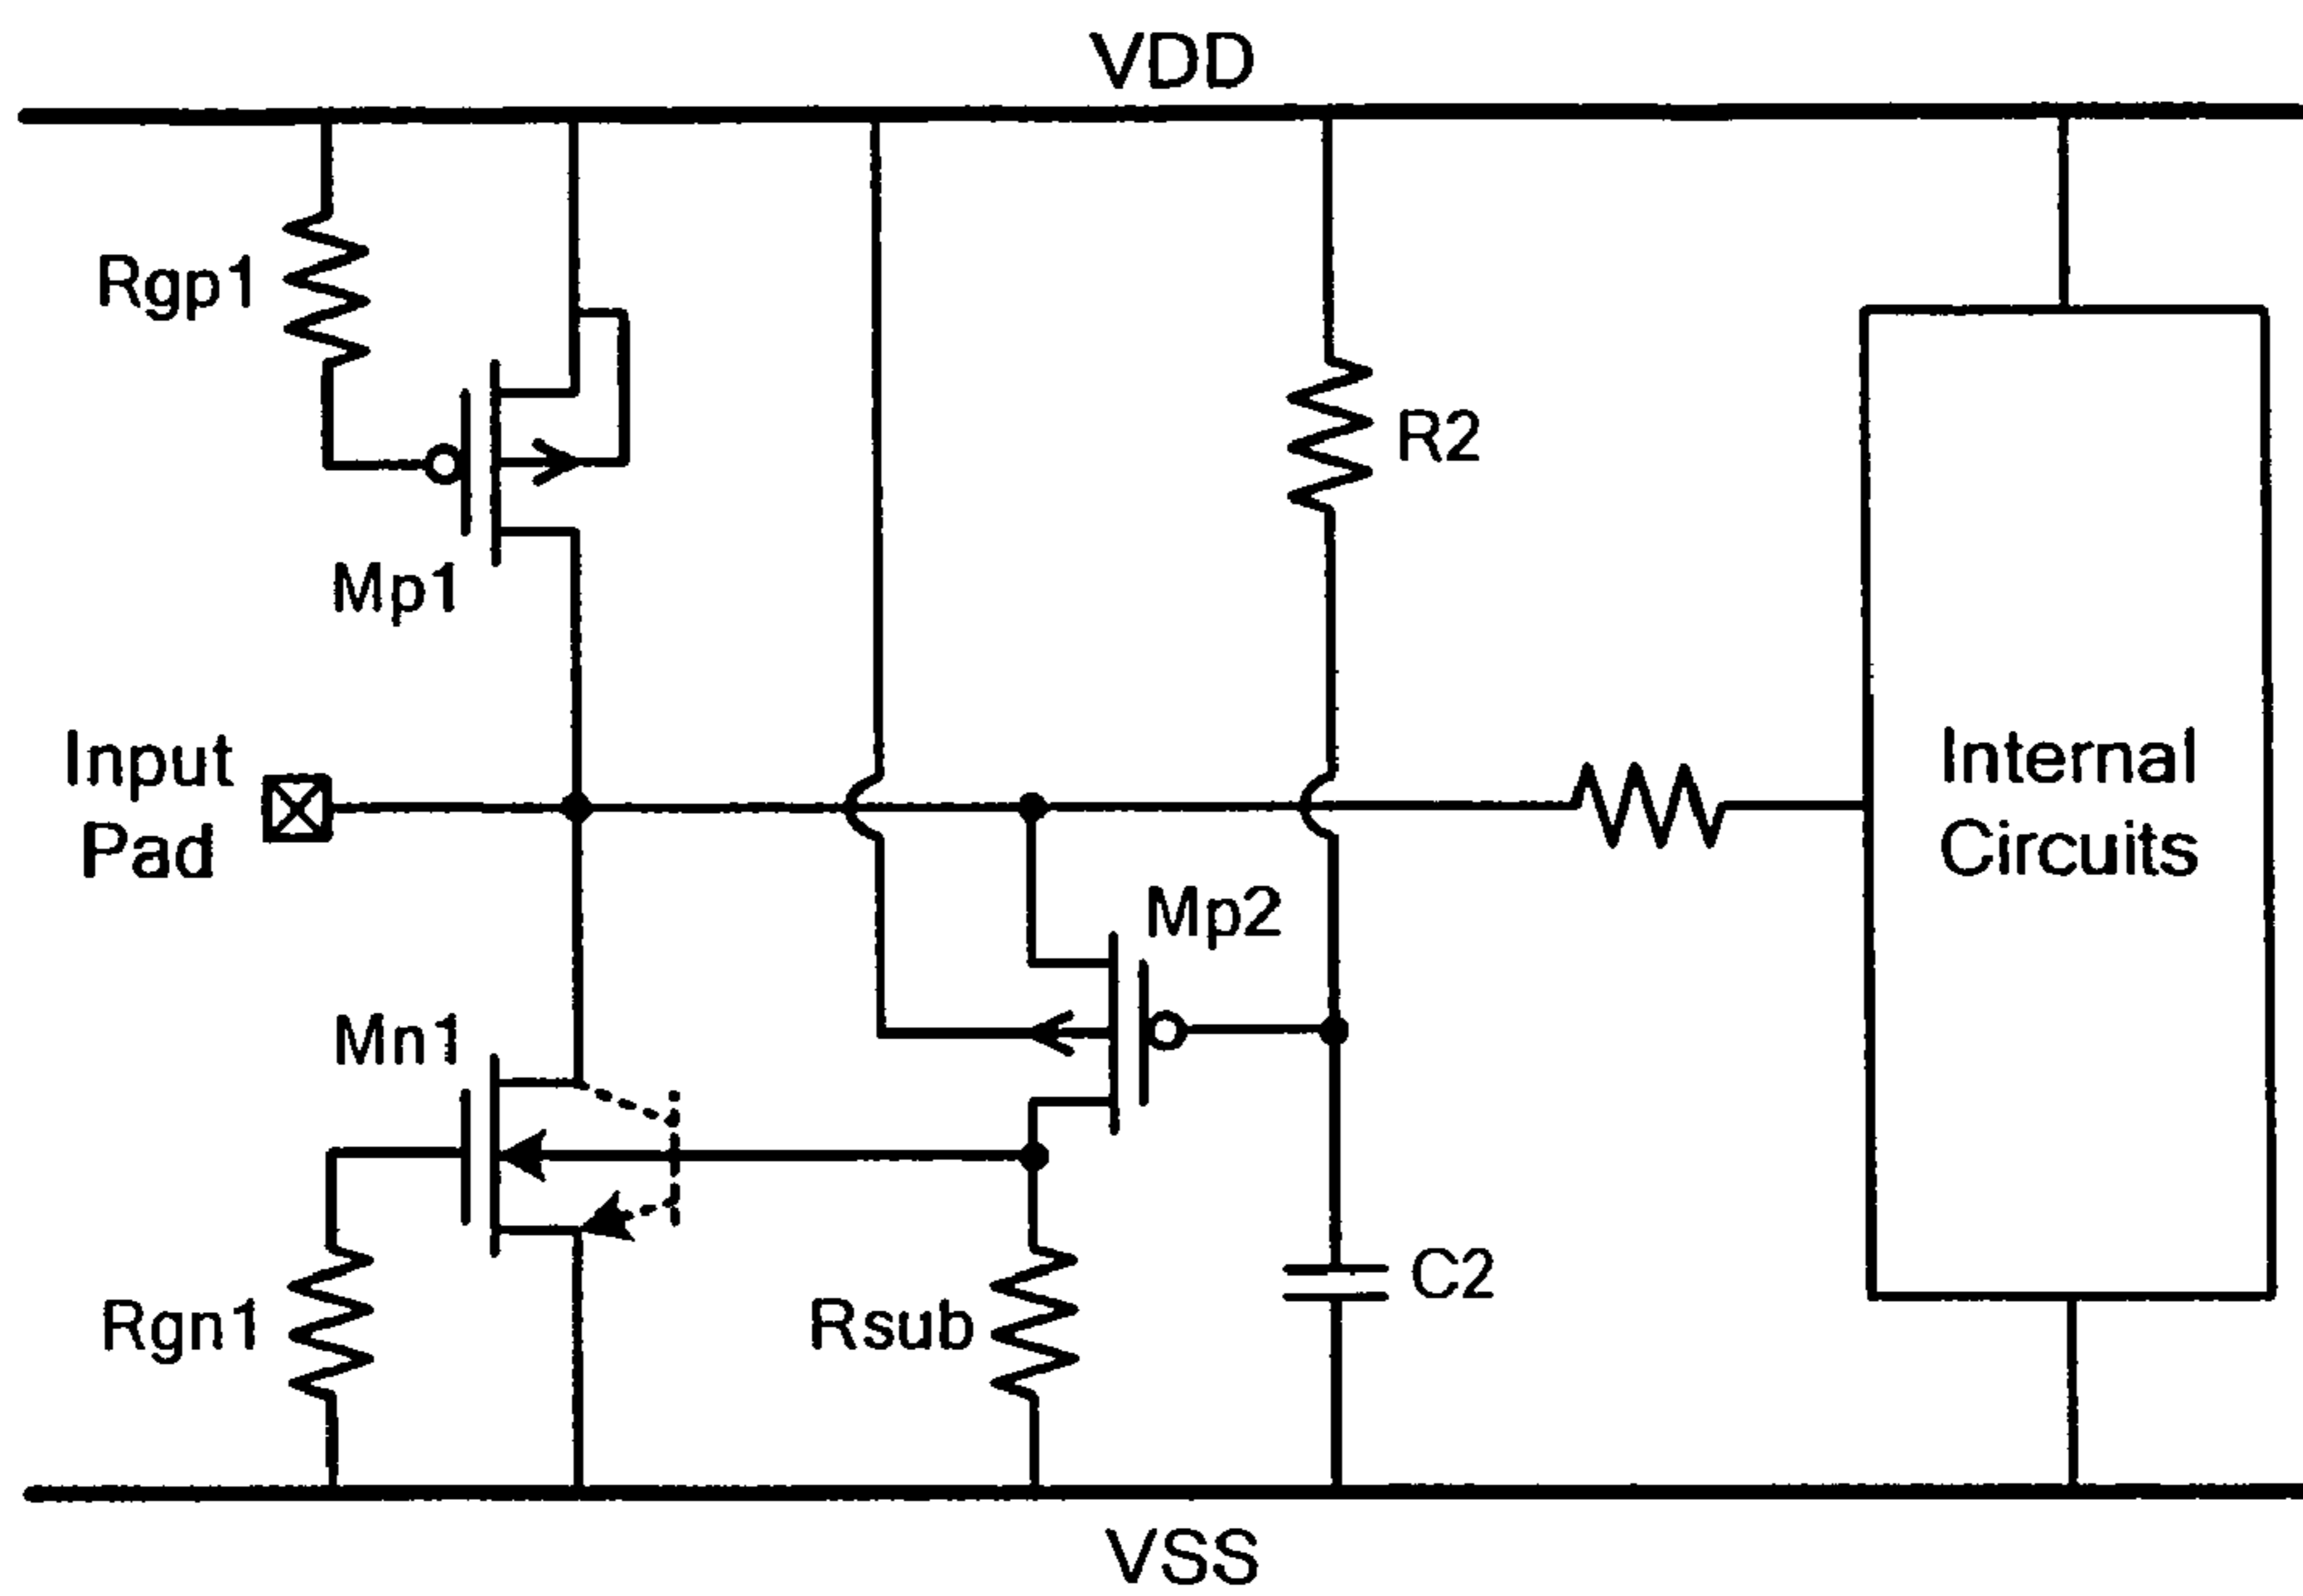 VDD
Rgp1
R2
Mp1
Input
Pad
Internal
Circuits
Mp2
Mn1
Rgn1
Rsub
C2
VSS